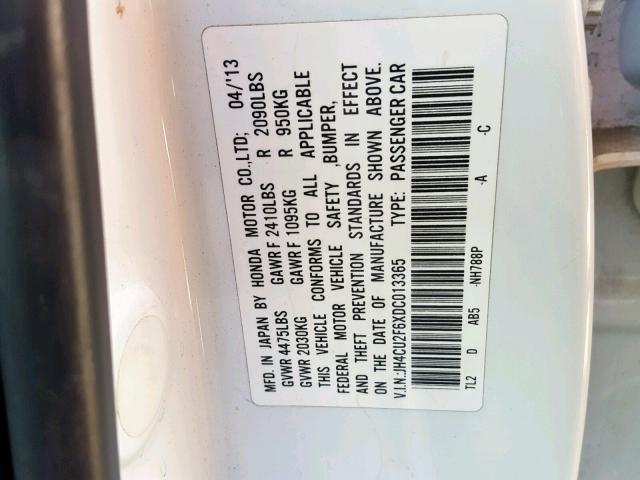 MFD. IN JAPAN BY HONDA MOTOR CO.,LTD; 04/'13
GVWR 4475LBS GAWR F 2410LBS R 2090LBS
GVWR 2030KG GAWR F 1095KG R 950KG
THIS VEHICLE CONFORMS TO ALL APPLICABLE
FEDERAL MOTOR VEHICLE SAFETY ,BUMPER,
AND THEFT PREVENTION STANDARDS IN EFFECT
ON THE DATE OF MANUFACTURE SHOWN ABOVE.
V.I.N.:JH4CU2F6XDC013365 TYPE: PASSENGER CAR
TL2 D AB5 -NH788P -A -C